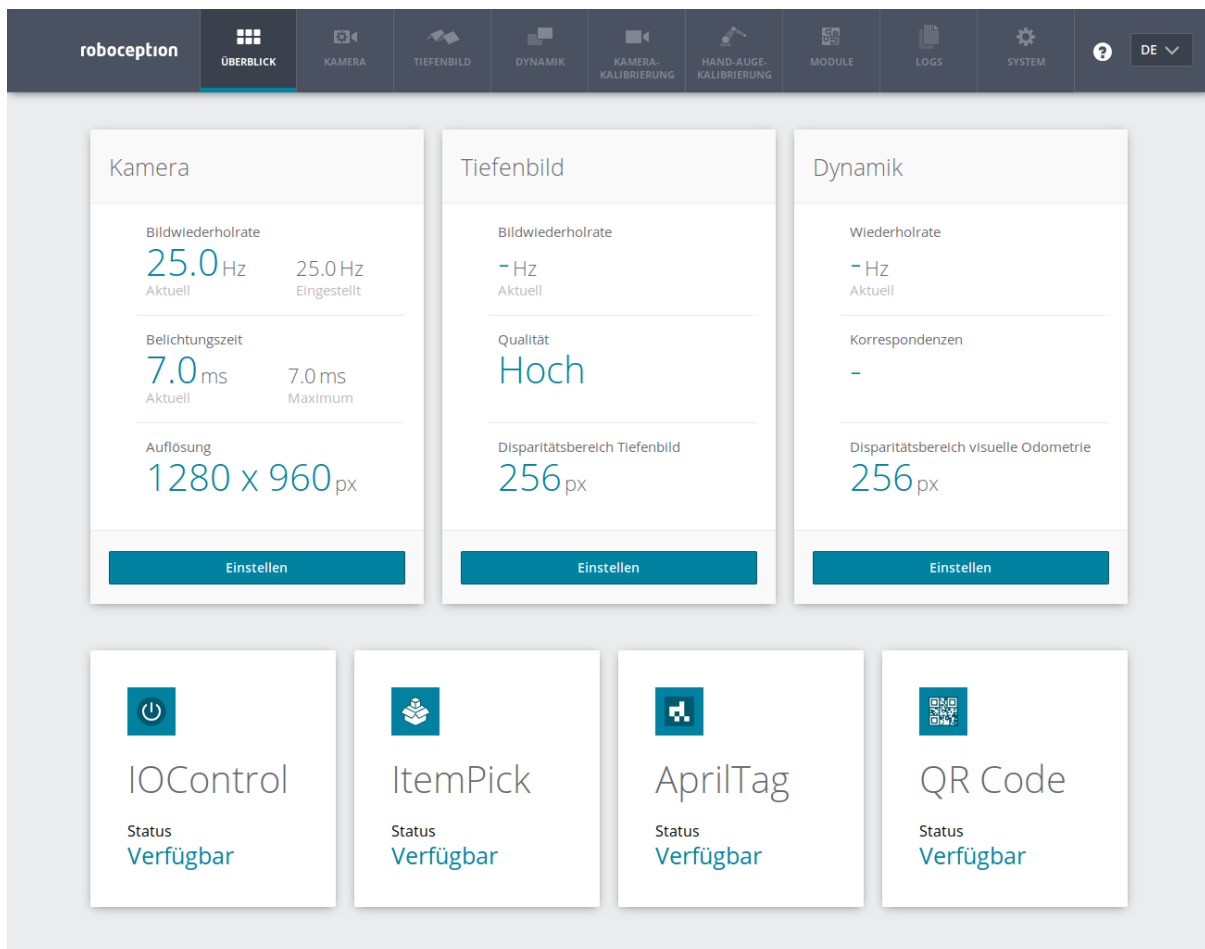 roboception
ÜBERBLICK
KAMERA
TIEFENBILD
DYNAMIK
KAMERA-
KALIBRIERUNG
HAND-AUGE-
KALIBRIERUNG
MODULE
LOGS
SYSTEM
?
DE
Kamera
Bildwiederholrate
25.0 Hz 25.0 Hz
Aktuell Eingestellt
Belichtungszeit
7.0 ms 7.0 ms
Aktuell Maximum
Auflösung
1280 x 960 px
Einstellen
Tiefenbild
Bildwiederholrate
- Hz
Aktuell
Qualität
Hoch
Disparitätsbereich Tiefenbild
256 px
Einstellen
Dynamik
Wiederholrate
- Hz
Aktuell
Korrespondenzen
-
Disparitätsbereich visuelle Odometrie
256 px
Einstellen
IOControl
Status
Verfügbar
ItemPick
Status
Verfügbar
AprilTag
Status
Verfügbar
QR Code
Status
Verfügbar